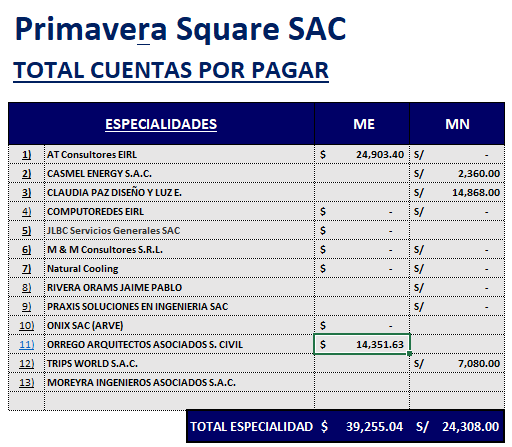 Primavera Square SAC
TOTAL CUENTAS POR PAGAR
ESPECIALIDADES ME MN
1) AT Consultores EIRL $ 24,903.40 S/ -
2) CASMEL ENERGY S.A.C. S/ 2,360.00
3) CLAUDIA PAZ DISEÑO Y LUZ E. S/ 14,868.00
4) COMPUTOREDES EIRL $ - S/ -
5) JLBC Servicios Generales SAC $ -
6) M & M Consultores S.R.L. $ - S/ -
7) Natural Cooling $ - S/ -
8) RIVERA ORAMS JAIME PABLO S/ -
9) PRAXIS SOLUCIONES EN INGENIERIA SAC S/ -
10) ONIX SAC (ARVE) $ -
11) ORREGO ARQUITECTOS ASOCIADOS S. CIVIL $ 14,351.63
12) TRIPS WORLD S.A.C. S/ 7,080.00
13) MOREYRA INGENIEROS ASOCIADOS S.A.C.
TOTAL ESPECIALIDAD $ 39,255.04 S/ 24,308.00